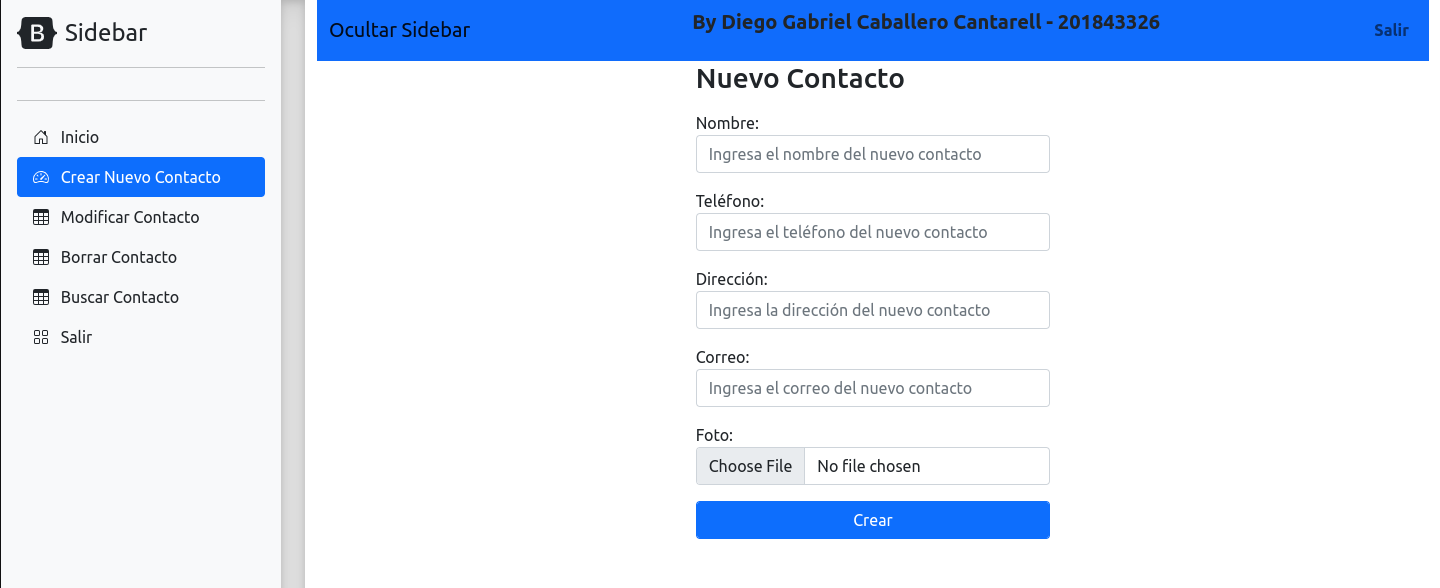 B Sidebar
Inicio
Crear Nuevo Contacto
Modificar Contacto
Borrar Contacto
Buscar Contacto
Salir
Ocultar Sidebar
By Diego Gabriel Caballero Cantarell - 201843326
Salir
Nuevo Contacto
Nombre:
Ingresa el nombre del nuevo contacto
Teléfono:
Ingresa el teléfono del nuevo contacto
Dirección:
Ingresa la dirección del nuevo contacto
Correo:
Ingresa el correo del nuevo contacto
Foto:
Choose File No file chosen
Crear